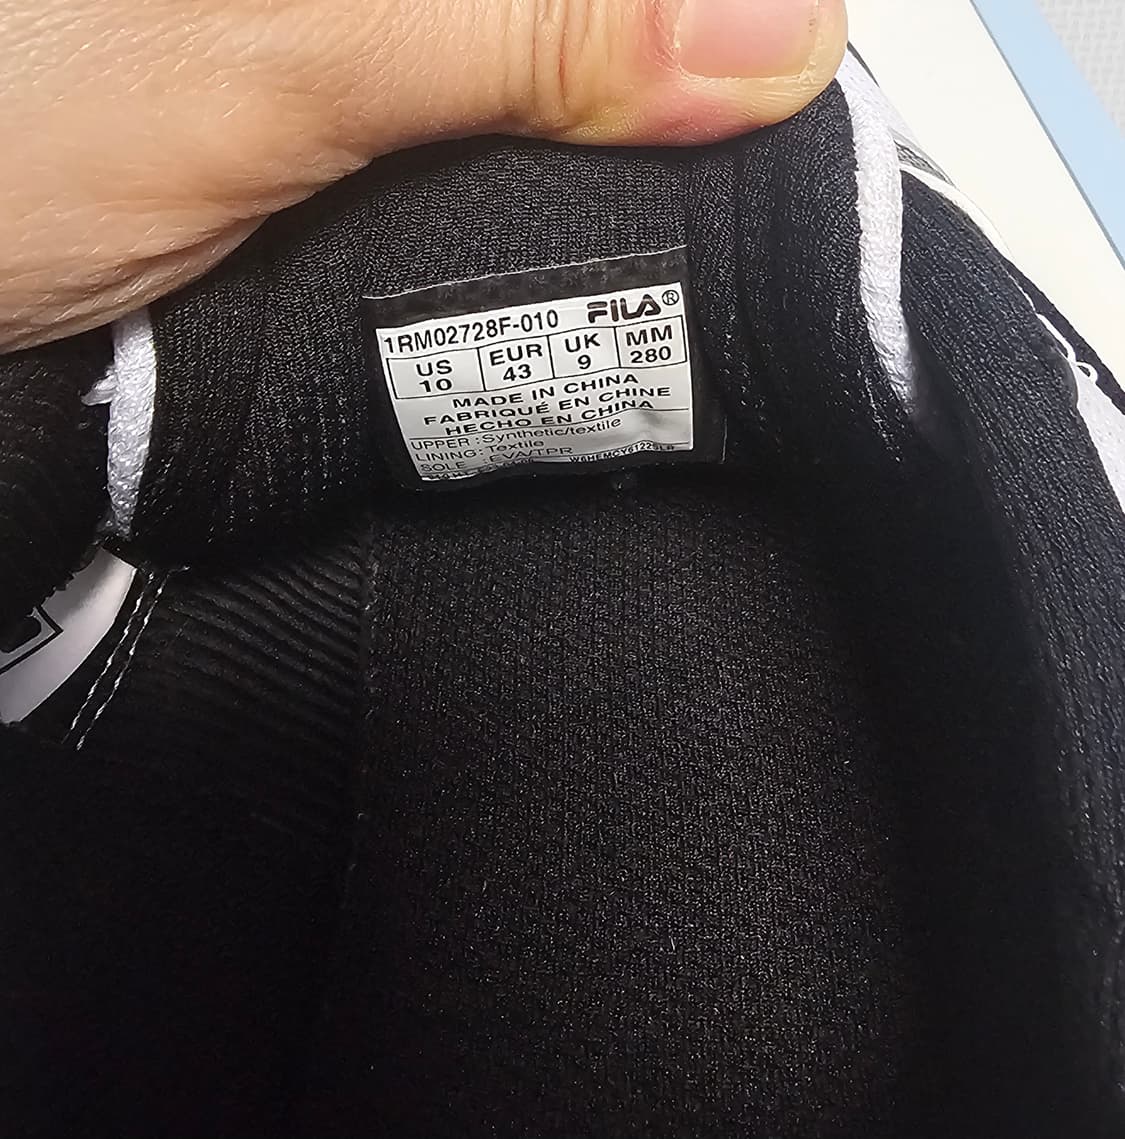 1RM02728F-010 FILA®
US EUR UK MM
10 43 9 280
MADE IN CHINA
FABRIQUÉ EN CHINE
HECHO EN CHINA
UPPER :Synthetic/textile
LINING: Textile
SOLE : EVA/TPR